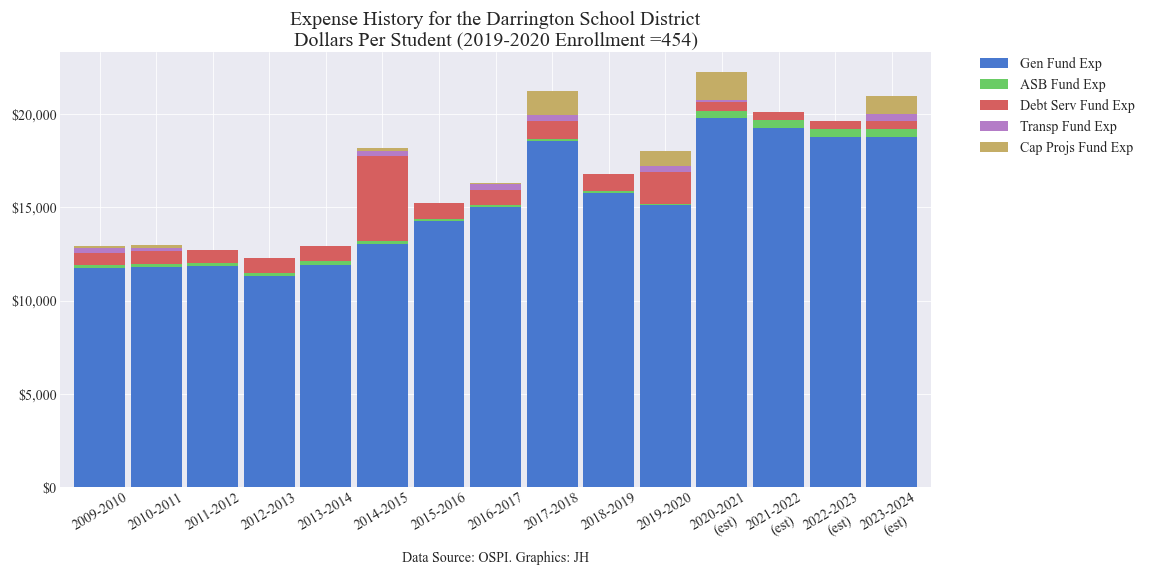 Expense History for the Darrington School District
Dollars Per Student (2019-2020 Enrollment =454)
Gen Fund Exp
ASB Fund Exp
Debt Serv Fund Exp
Transp Fund Exp
Cap Projs Fund Exp
$20,000
$15,000
$10,000
$5,000
$0
2009-2010
2010-2011
2011-2012
2012-2013
2013-2014
2014-2015
2015-2016
2016-2017
2017-2018
2018-2019
2019-2020
2020-2021
(est)
2021-2022
(est)
2022-2023
(est)
2023-2024
(est)
Data Source: OSPI. Graphics: JH